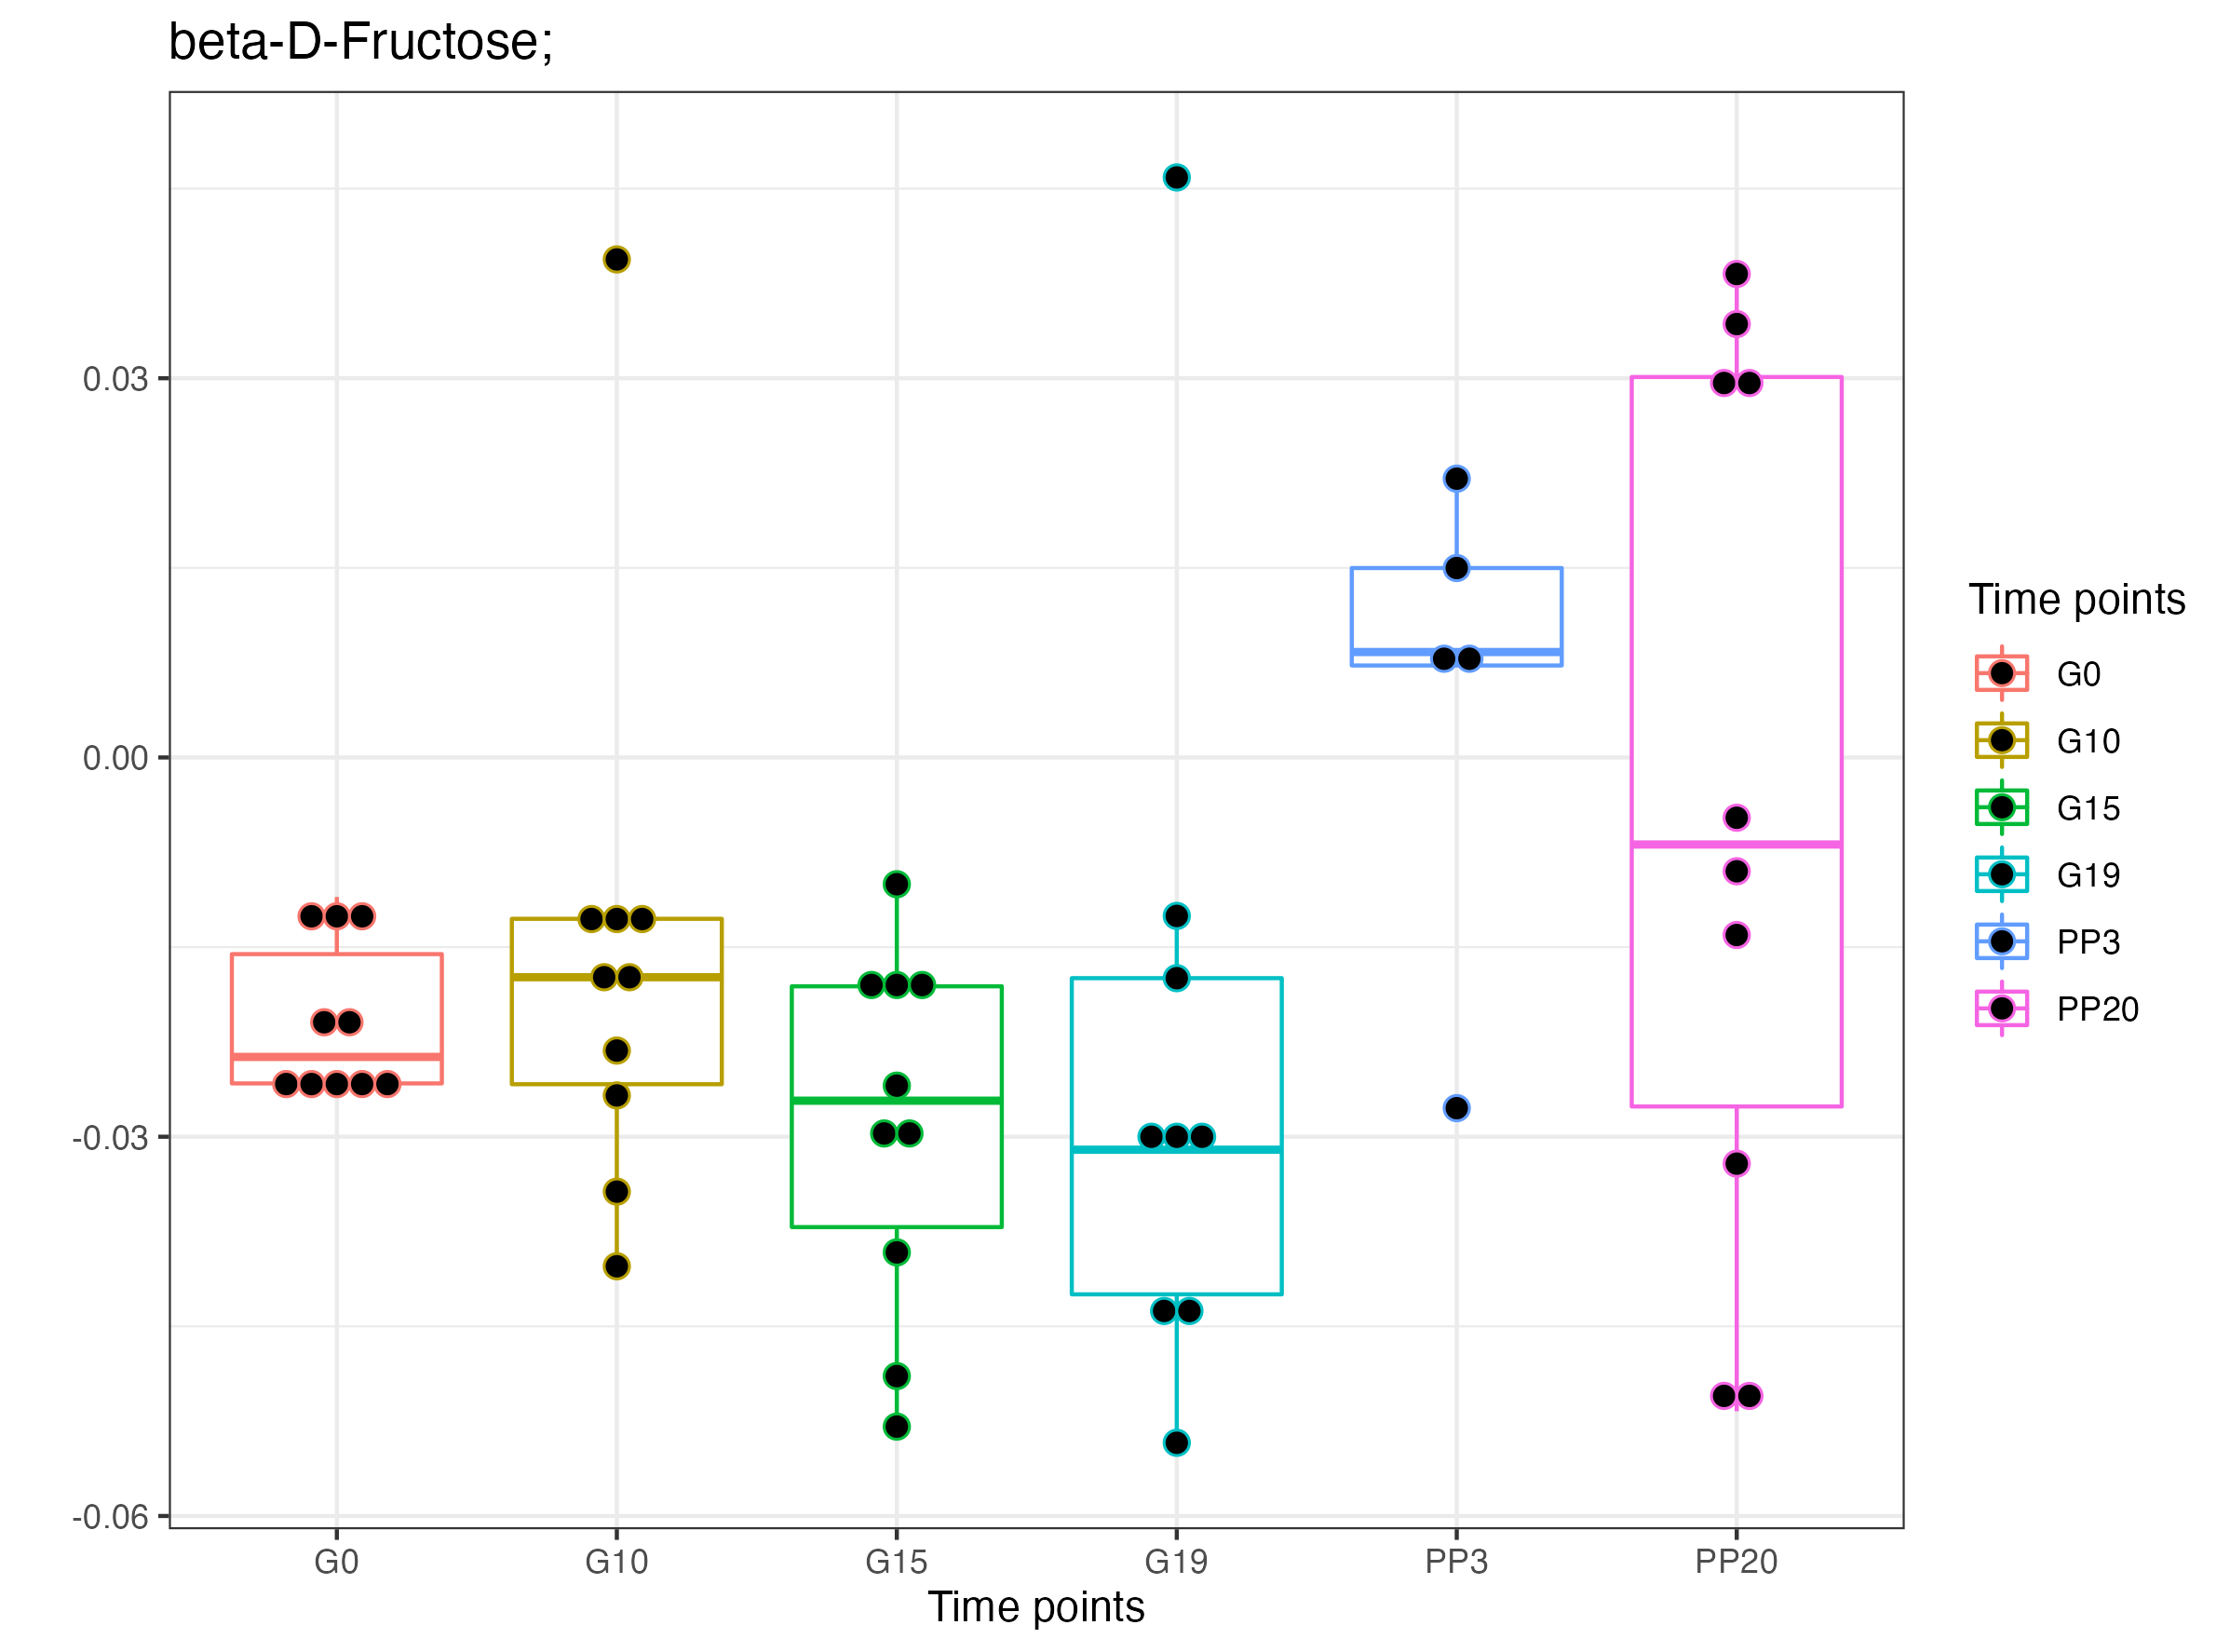 beta-D-Fructose;
0.03
0.00
-0.03
-0.06
G0 G10 G15 G19 PP3 PP20
Time points
Time points
G0
G10
G15
G19
PP3
PP20